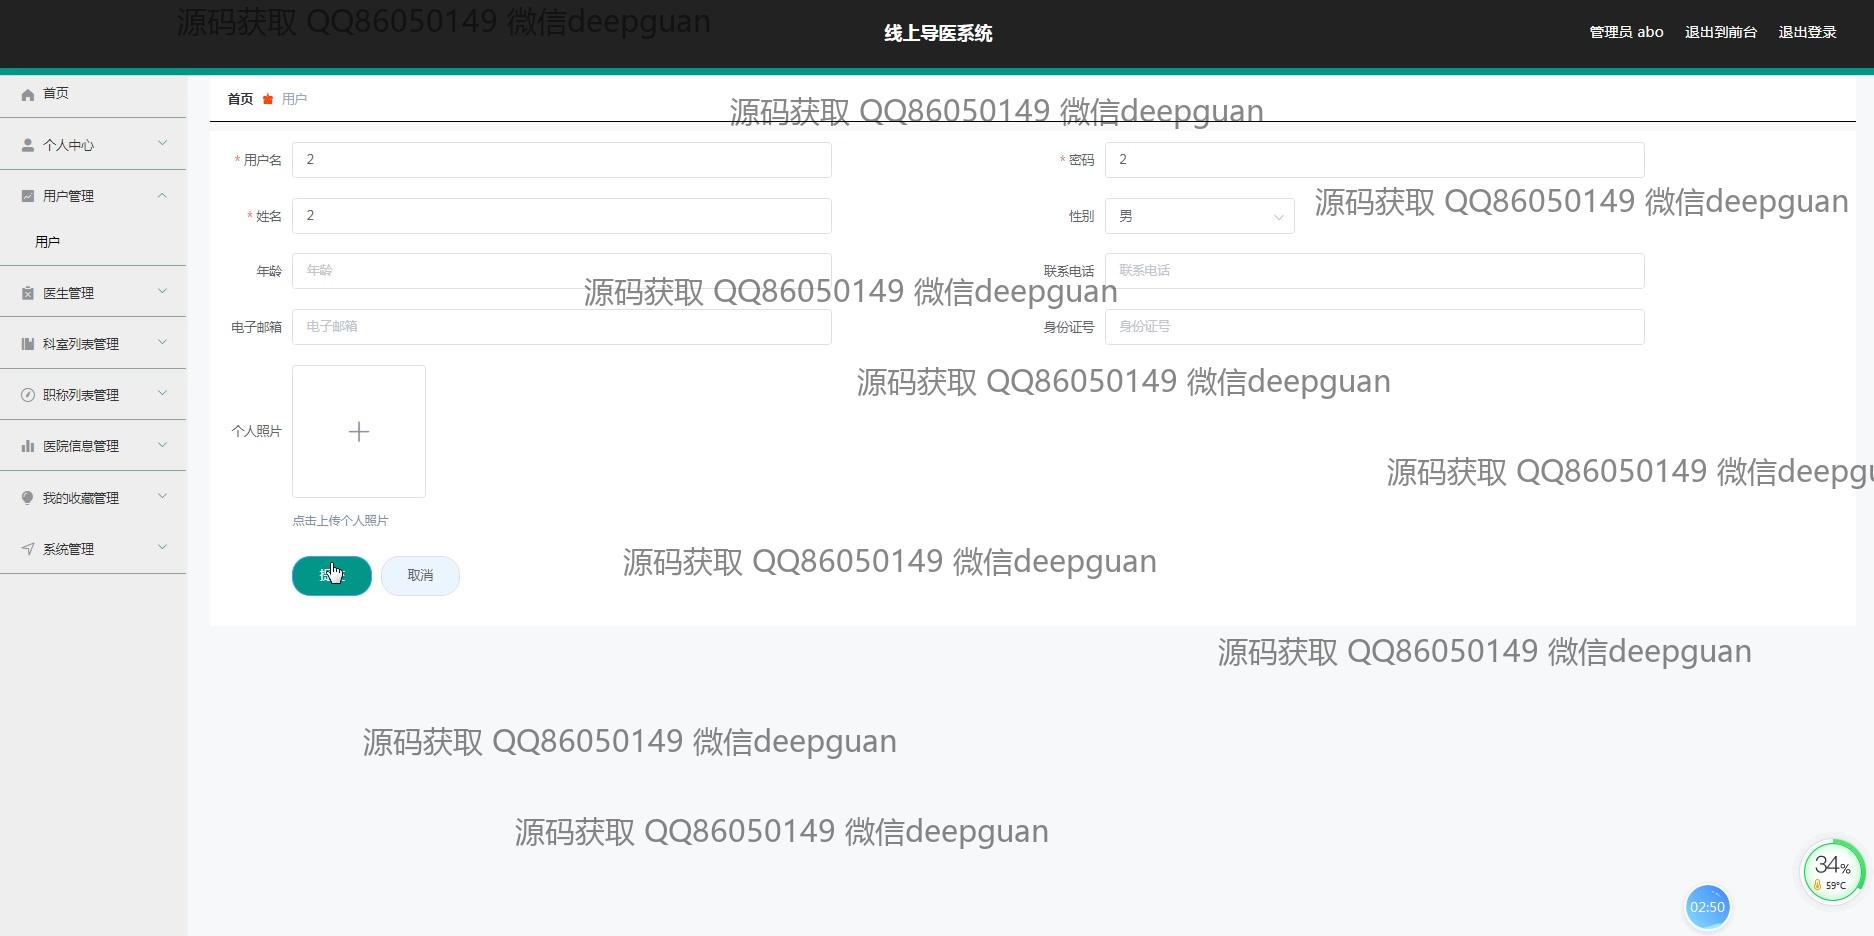 源码获取 QQ86050149 微信deepguan
线上导医系统
管理员 abo 退出到前台 退出登录
首页
个人中心
用户管理
用户
医生管理
科室列表管理
职称列表管理
医院信息管理
我的收藏管理
系统管理
首页 用户
源码获取 QQ86050149 微信deepguan
* 用户名 2
* 密码 2
源码获取 QQ86050149 微信deepguan
* 姓名 2
性别 男
年龄 年龄
联系电话 联系电话
源码获取 QQ86050149 微信deepguan
电子邮箱 电子邮箱
身份证号 身份证号
源码获取 QQ86050149 微信deepguan
个人照片
源码获取 QQ86050149 微信deepgu
点击上传个人照片
源码获取 QQ86050149 微信deepguan
取消
源码获取 QQ86050149 微信deepguan
源码获取 QQ86050149 微信deepguan
源码获取 QQ86050149 微信deepguan
34%
59°C
02:50